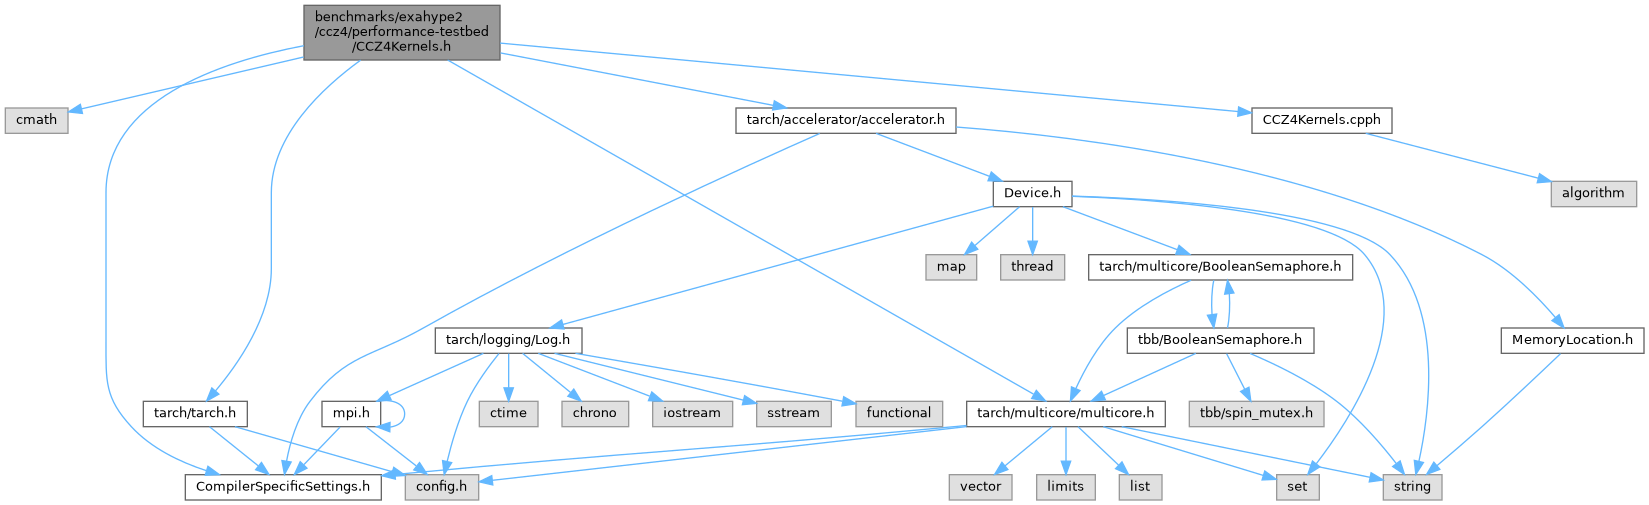 benchmarks/exahype2
/ccz4/performance-testbed
/CCZ4Kernels.h
cmath
tarch/accelerator/accelerator.h
CCZ4Kernels.cpph
Device.h
algorithm
map
thread
tarch/multicore/BooleanSemaphore.h
tarch/logging/Log.h
tbb/BooleanSemaphore.h
MemoryLocation.h
tarch/tarch.h
mpi.h
ctime
chrono
iostream
sstream
functional
tarch/multicore/multicore.h
tbb/spin_mutex.h
CompilerSpecificSettings.h
config.h
vector
limits
list
set
string